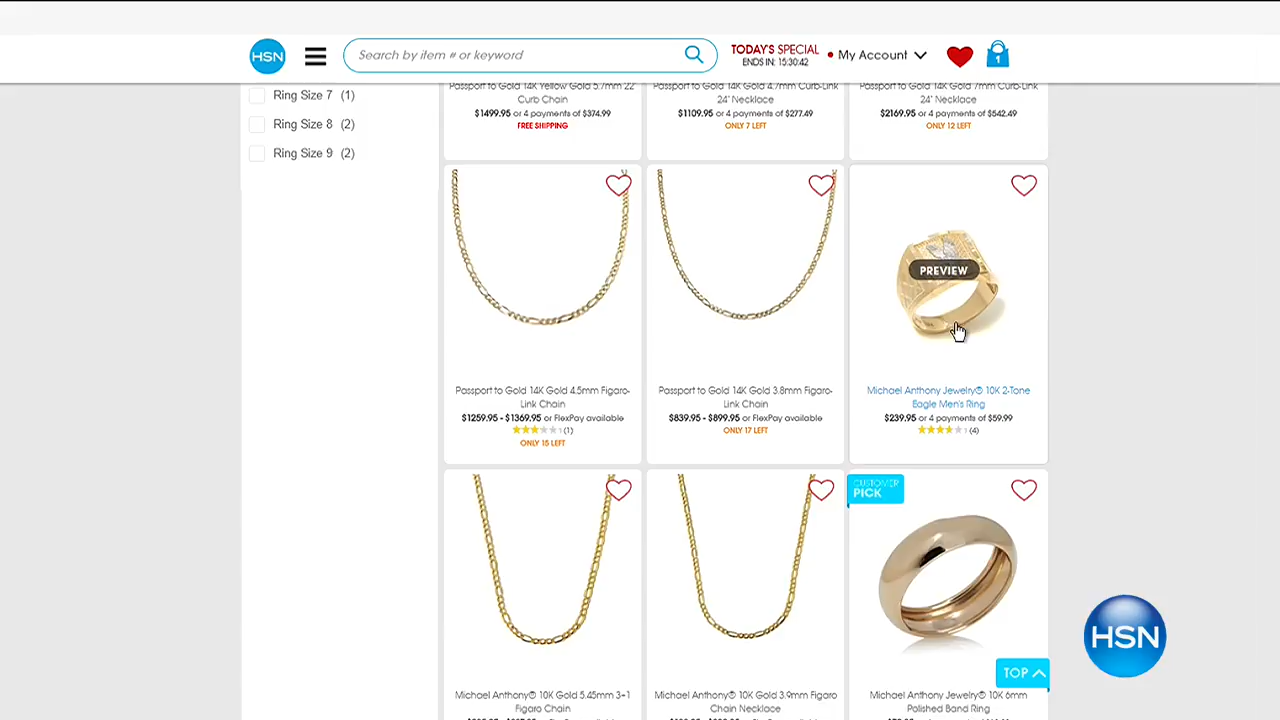 HSN
Search by item # or keyword
TODAY'S SPECIAL
ENDS IN: 15:30:42
My Account
1
Ring Size 7 (1)
Ring Size 8 (2)
Ring Size 9 (2)
Passport to Gold 14K Yellow Gold 5.7mm 22"
Curb Chain
$1499.95 or 4 payments of $374.99
FREE SHIPPING
Passport to Gold 14K Gold 4.7mm Curb-Link
24" Necklace
$1109.95 or 4 payments of $277.49
ONLY 7 LEFT
Passport to Gold 14K Gold 7mm Curb-Link
24" Necklace
$2169.95 or 4 payments of $542.49
ONLY 12 LEFT
Passport to Gold 14K Gold 4.5mm Figaro-
Link Chain
$1259.95 - $1369.95 or FlexPay available
(1)
ONLY 15 LEFT
Passport to Gold 14K Gold 3.8mm Figaro-
Link Chain
$839.95 - $899.95 or FlexPay available
ONLY 17 LEFT
PREVIEW
Michael Anthony Jewelry® 10K 2-Tone
Eagle Men's Ring
$239.95 or 4 payments of $59.99
(4)
Michael Anthony® 10K Gold 5.45mm 3+1
Figaro Chain
Michael Anthony® 10K Gold 3.9mm Figaro
Chain Necklace
CUSTOMER
PICK
Michael Anthony Jewelry® 10K 6mm
Polished Band Ring
TOP
HSN